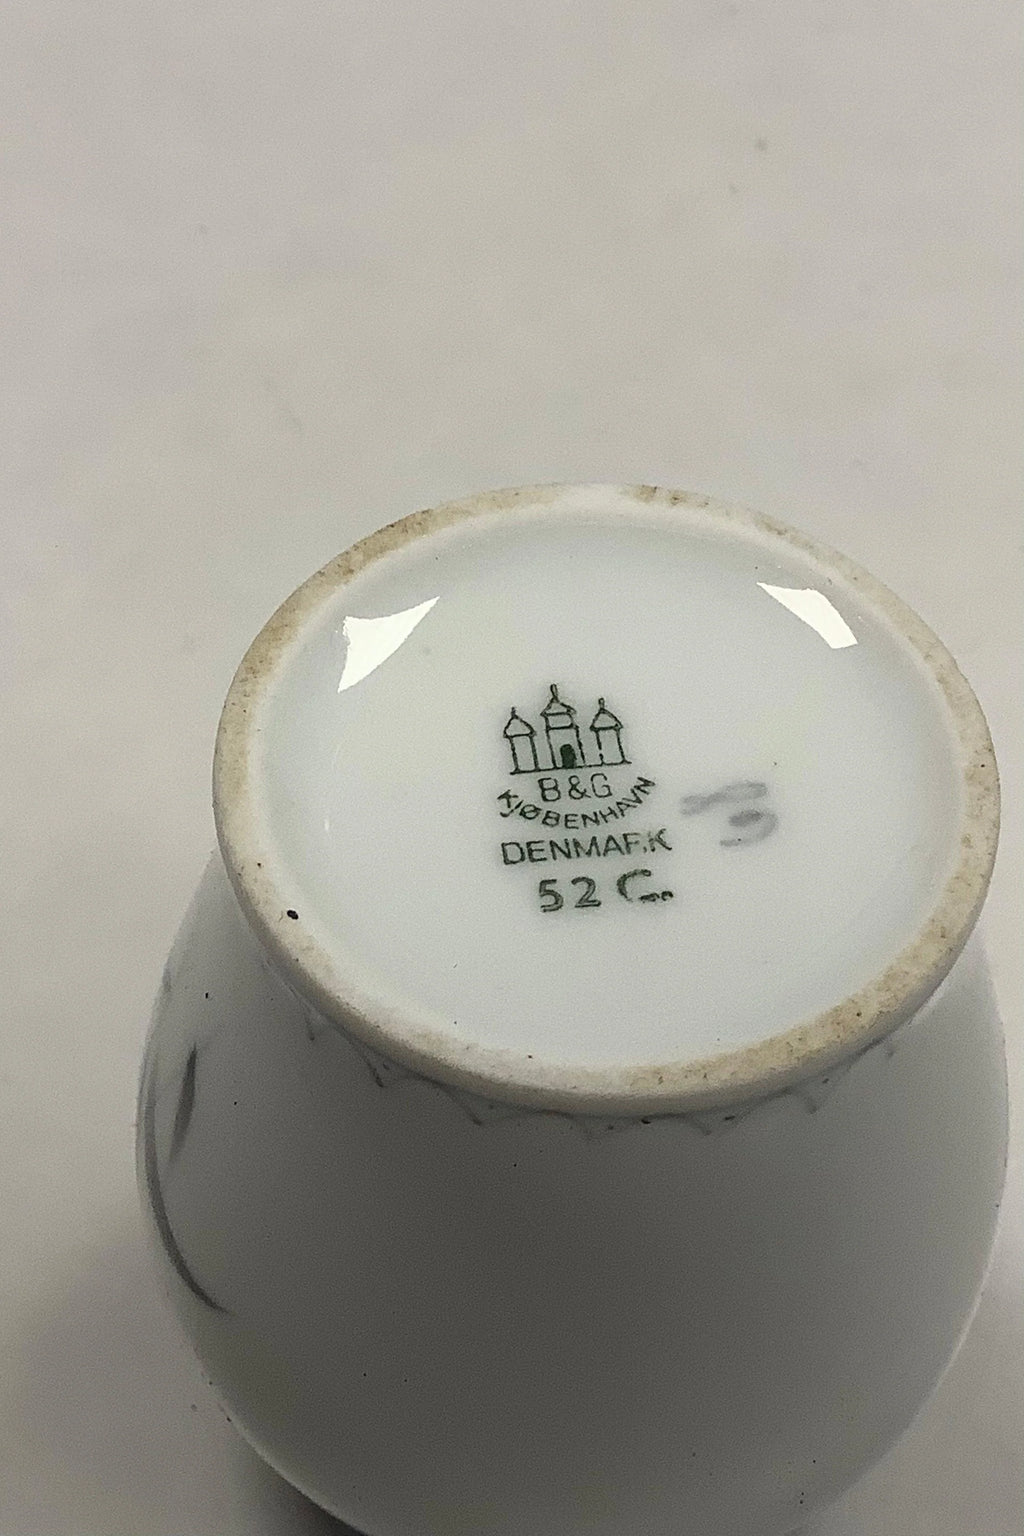 B&G
KJØBENHAVN
DENMARK
52 C.